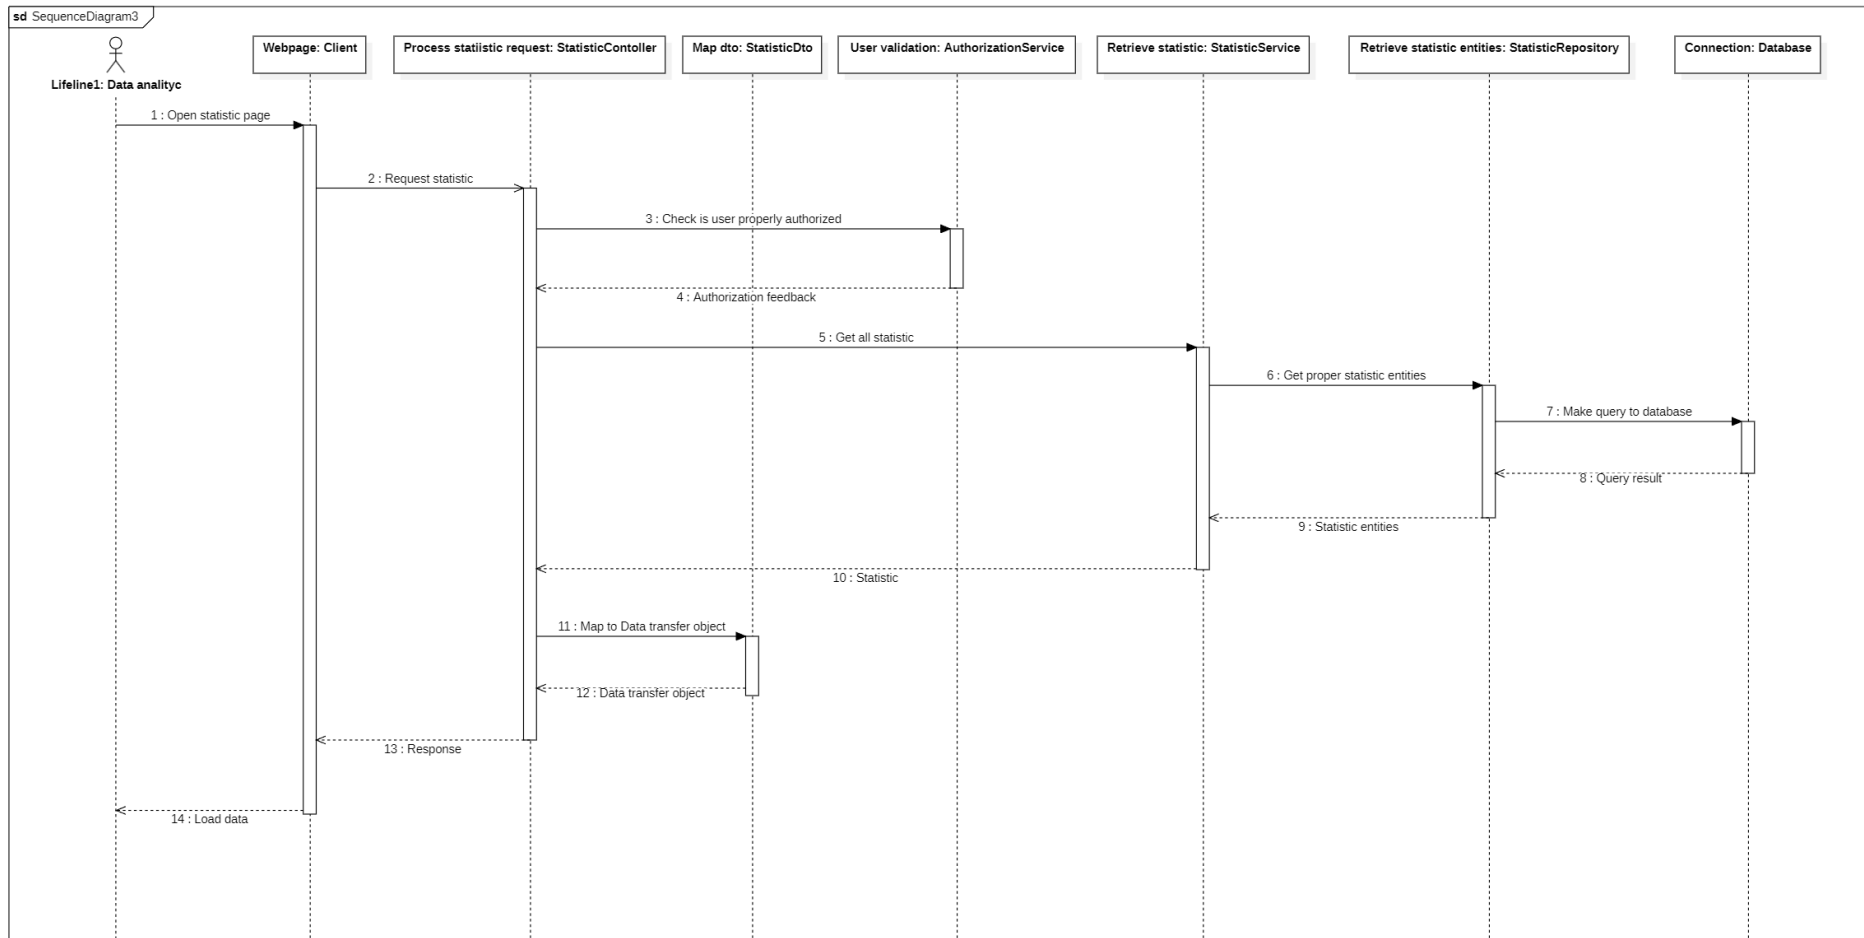 sd SequenceDiagram3
Webpage: Client
Process statiistic request: StatisticContoller
Map dto: StatisticDto
User validation: AuthorizationService
Retrieve statistic: StatisticService
Retrieve statistic entities: StatisticRepository
Connection: Database
Lifeline1: Data analityc
1 : Open statistic page
2 : Request statistic
3 : Check is user properly authorized
4 : Authorization feedback
5 : Get all statistic
6 : Get proper statistic entities
7 : Make query to database
8 : Query result
9 : Statistic entities
10 : Statistic
11 : Map to Data transfer object
12 : Data transfer object
13 : Response
14 : Load data